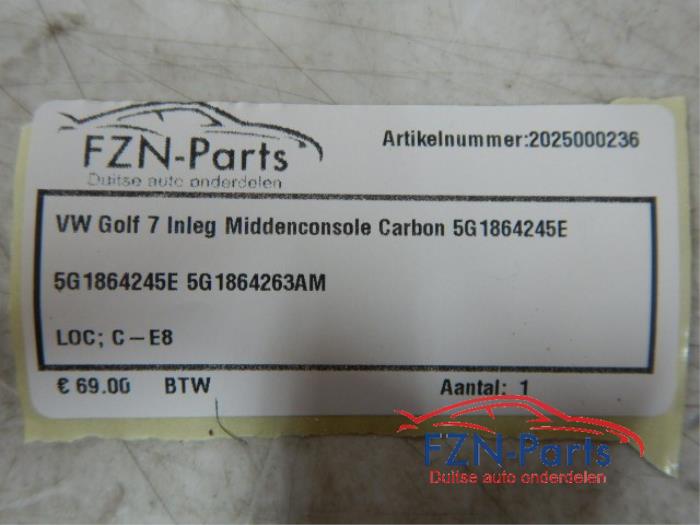 FZN-Parts
Duitse auto onderdelen
Artikelnummer:2025000236
VW Golf 7 Inleg Middenconsole Carbon 5G1864245E
5G1864245E 5G1864263AM
LOC; C-E8
€ 69.00 BTW Aantal: 1
FZN-Parts
Duitse auto onderdelen